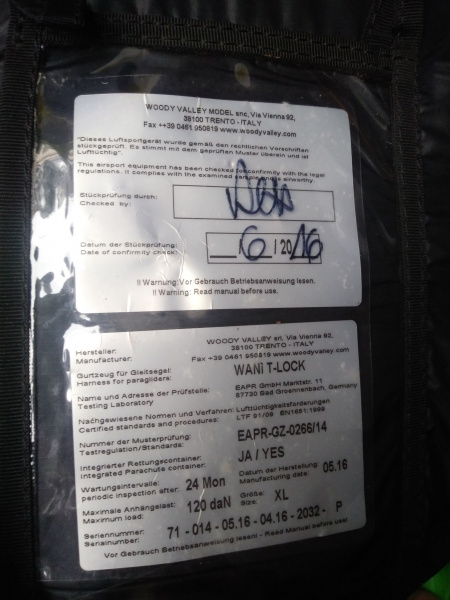 WOODY VALLEY MODEL snc, Via Vienna 92,
38100 TRENTO - ITALY
Fax ++39 0461 950819 www.woodyvalley.com
"Dieses Luftsportgerät wurde gemäß den rechtlichen Vorschriften
stückgeprüft. Es stimmt mit dem geprüften Muster überein und ist
Lufttüchtig".
This airsport equipment has been checked for conformity with the legal
regulations. It complies with the examined sample and is airworthy.
Stückprüfung durch:
Checked by:
Datum der Stückprüfung:
Date of confirmity check:
__/6/2016
!! Warnung: Vor Gebrauch Betriebsanweisung lesen.
!! Warning: Read manual before use.
Hersteller: WOODY VALLEY srl, Via Vienna 92,
Manufacturer: 38100 TRENTO - ITALY
Fax ++39 0461 950819 www.woodyvalley.com
Gurtzeug für Gleitsegel: WANI T-LOCK
Harness for paragliders:
Name und Adresse der Prüfstelle: EAPR GmbH Marktstr. 11
Testing Laboratory 87730 Bad Groennenbach, Germany
Nachgewiesene Normen und Verfahren: Lufttüchtigkeitsforderungen
Certified standards and procedures: LTF 91/09 EN1651:1999
Nummer der Musterprüfung: EAPR-GZ-0266/14
Testregulation/Standards:
Integrierter Rettungscontainer: JA / YES
Integrated Parachute container:
Wartungsintervalle: 24 Mon Datum der Herstellung: 05.16
periodic inspection after: Manufacturing date:
Maximale Anhängelast: 120 daN Größe: XL
Maximum load: Size:
Seriennummer: 71 - 014 - 05.16 - 04.16 - 2032 - P
Serialnumber:
Vor Gebrauch Betriebsanweisung lesen! - Read Manual before use!